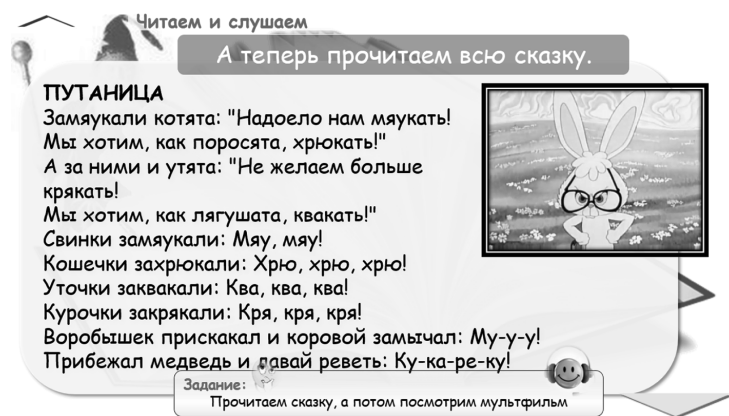 Читаем и слушаем
А теперь прочитаем всю сказку.
ПУТАНИЦА
Замяукали котята: "Надоело нам мяукать!
Мы хотим, как поросята, хрюкать!"
А за ними и утята: "Не желаем больше
крякать!
Мы хотим, как лягушата, квакать!"
Свинки замяукали: Мяу, мяу!
Кошечки захрюкали: Хрю, хрю, хрю!
Уточки заквакали: Ква, ква, ква!
Курочки закрякали: Кря, кря, кря!
Воробышек прискакал и коровой замычал: Му-у-у!
Прибежал медведь и давай реветь: Ку-ка-ре-ку!
Задание:
Прочитаем сказку, а потом посмотрим мультфильм